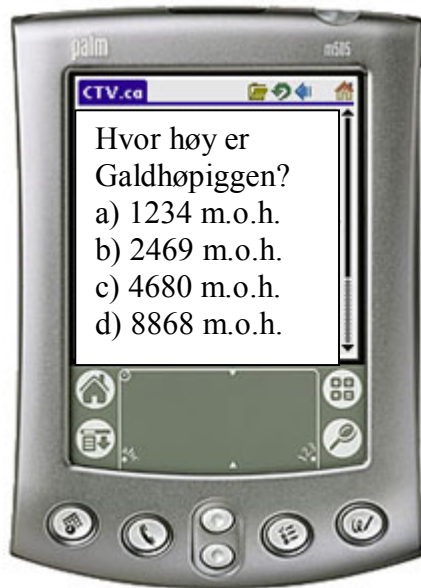 palm
m505
CTV.ca
Hvor høy er
Galdhøpiggen?
a) 1234 m.o.h.
b) 2469 m.o.h.
c) 4680 m.o.h.
d) 8868 m.o.h.